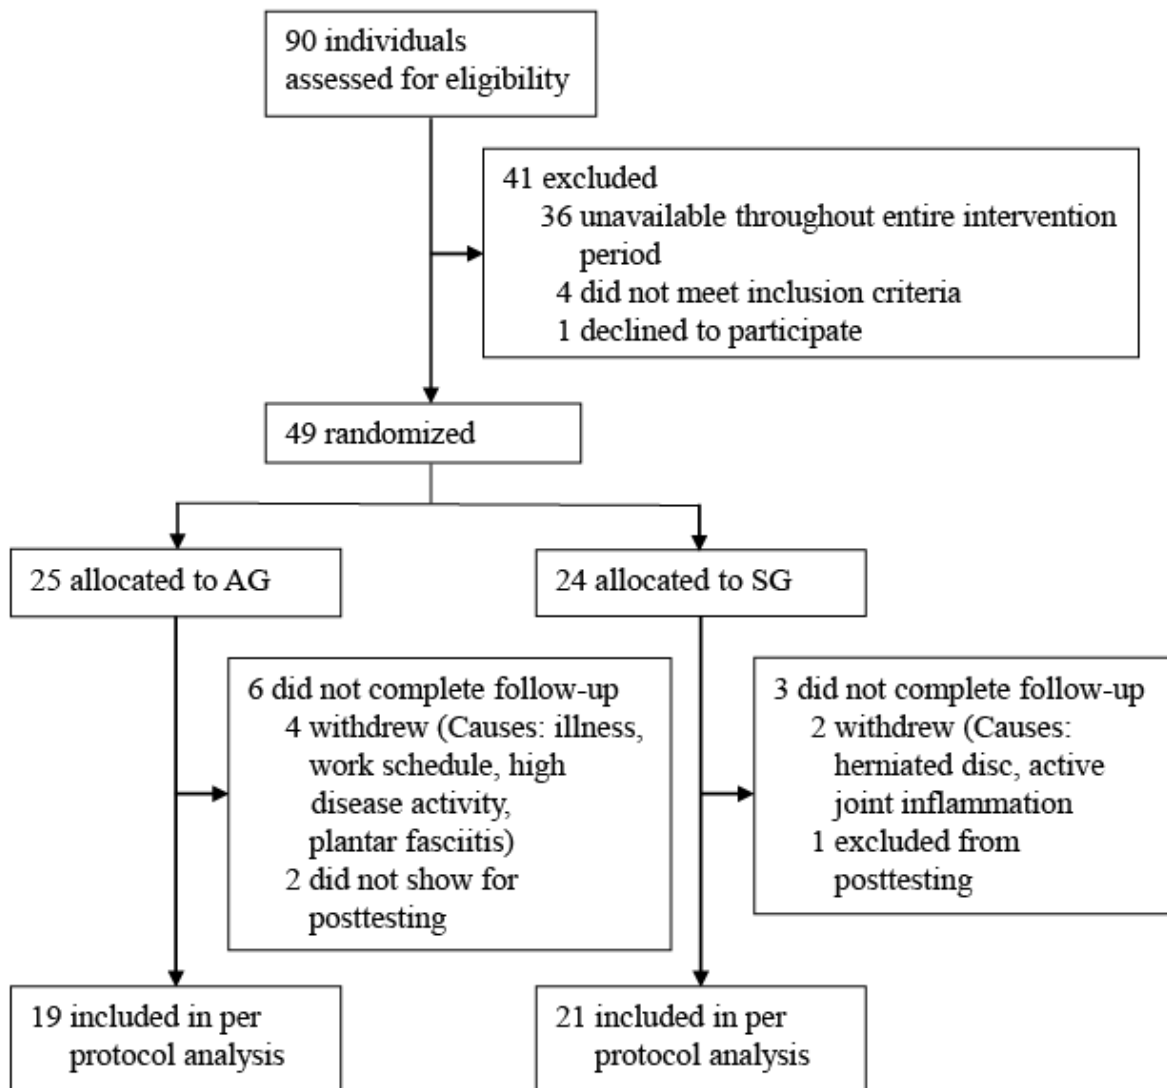 90 individuals
assessed for eligibility
41 excluded
36 unavailable throughout entire intervention
period
4 did not meet inclusion criteria
1 declined to participate
49 randomized
25 allocated to AG
24 allocated to SG
6 did not complete follow-up
4 withdrew (Causes: illness,
work schedule, high
disease activity,
plantar fasciitis)
2 did not show for
posttesting
3 did not complete follow-up
2 withdrew (Causes:
herniated disc, active
joint inflammation
1 excluded from
posttesting
19 included in per
protocol analysis
21 included in per
protocol analysis